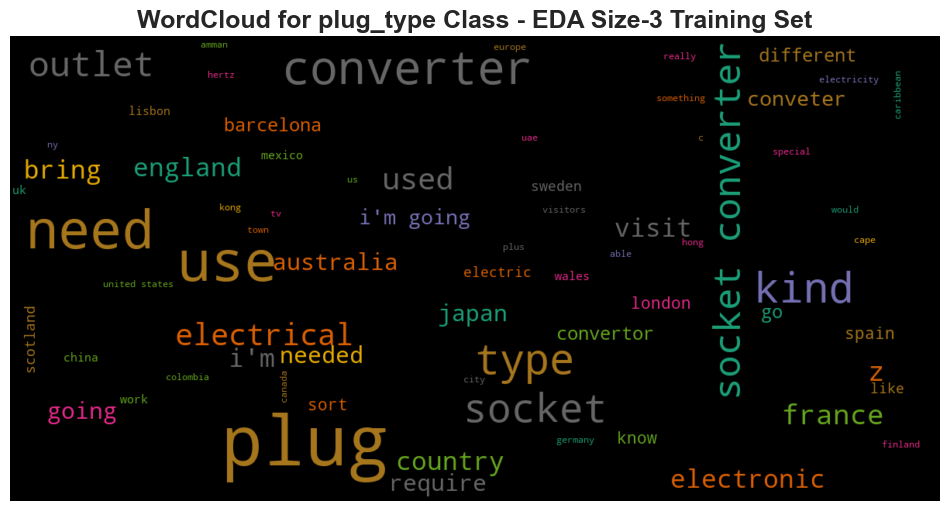 WordCloud for plug_type Class - EDA Size-3 Training Set
amman
europe
outlet
converter
really
different
hertz
electricity
caribbean
something
conveter
lisbon
barcelona
socket converter
ny
mexico
uae
c
special
bring
england
us
used
sweden
uk
kong
tv
i'm going
visitors
visit
would
need
town
plus
able
hong
cape
use
australia
electric
wales
kind
united states
london
go
scotland
japan
electrical
convertor
spain
china
i'm
needed
type
z
colombia
canada
city
like
work
sort
going
socket
france
plug
germany
know
finland
country
require
electronic